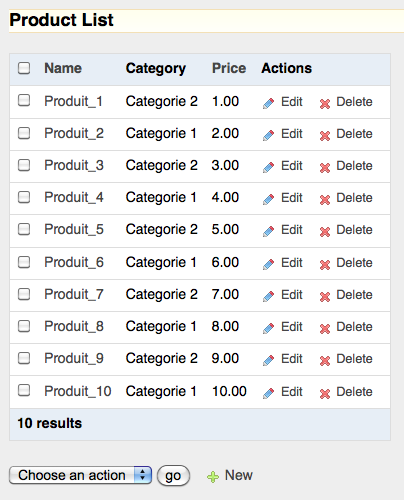 Product List
Name Category Price Actions
Produit_1 Categorie 2 1.00 Edit Delete
Produit_2 Categorie 1 2.00 Edit Delete
Produit_3 Categorie 2 3.00 Edit Delete
Produit_4 Categorie 1 4.00 Edit Delete
Produit_5 Categorie 2 5.00 Edit Delete
Produit_6 Categorie 1 6.00 Edit Delete
Produit_7 Categorie 2 7.00 Edit Delete
Produit_8 Categorie 1 8.00 Edit Delete
Produit_9 Categorie 2 9.00 Edit Delete
Produit_10 Categorie 1 10.00 Edit Delete
10 results
Choose an action go New